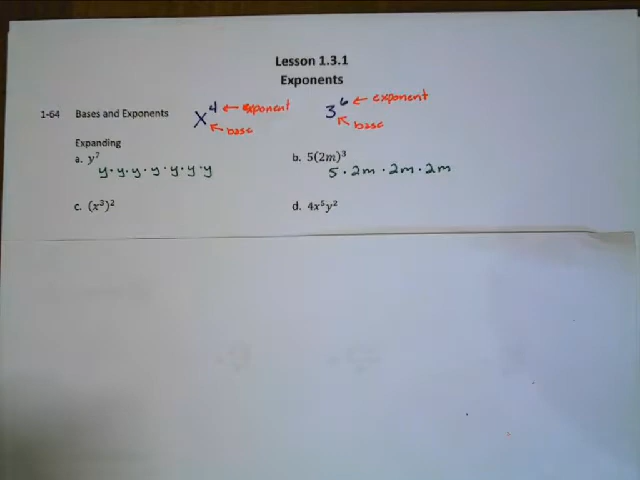 Lesson 1.3.1
Exponents
1-64 Bases and Exponents x⁴ ← exponent 3⁶ ← exponent
↖ base ↖ base
Expanding
a. y⁷ b. 5(2m)³
y·y·y·y·y·y·y 5·2m·2m·2m
c. (x³)² d. 4x⁵y²